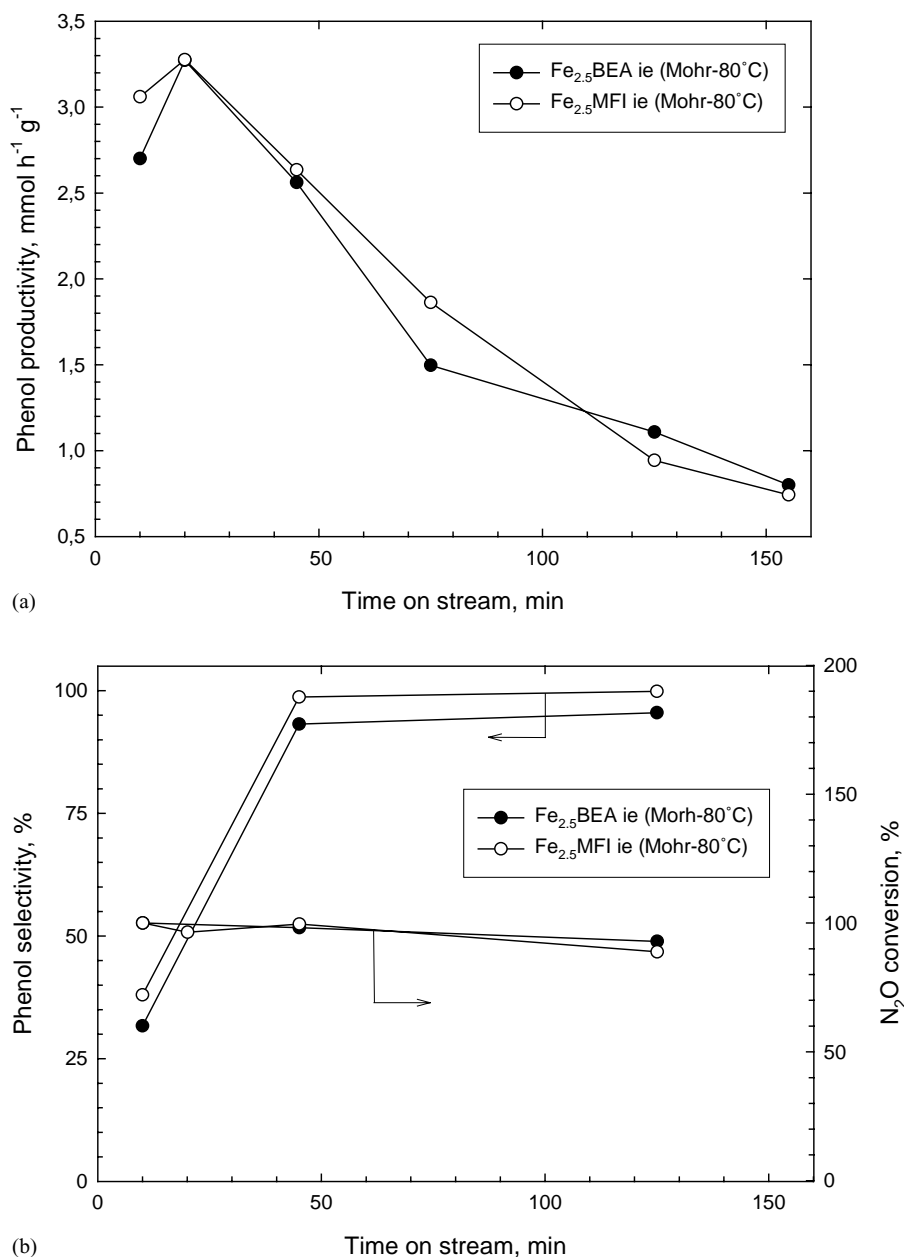 3,5
3,0
2,5
2,0
1,5
1,0
0,5
Phenol productivity, mmol h⁻¹ g⁻¹
Fe₂.₅BEA ie (Mohr-80°C)
Fe₂.₅MFI ie (Mohr-80°C)
0 50 100 150
Time on stream, min
(a)
100
75
50
25
0
Phenol selectivity, %
Fe₂.₅BEA ie (Morh-80°C)
Fe₂.₅MFI ie (Mohr-80°C)
200
150
100
50
0
N₂O conversion, %
0 50 100 150
Time on stream, min
(b)